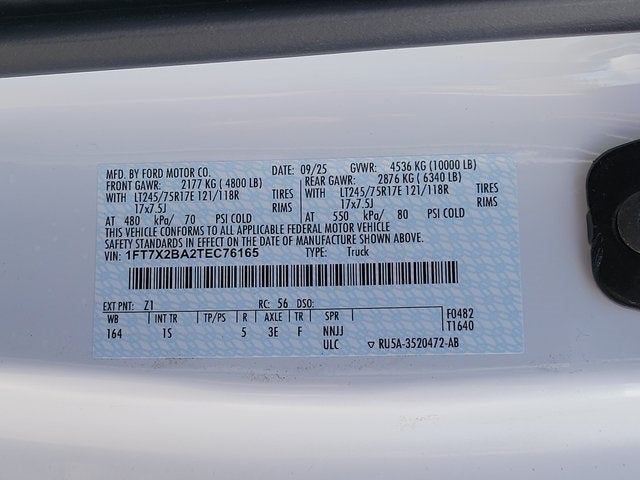 MFD. BY FORD MOTOR CO. DATE: 09/25 GVWR: 4536 KG (10000 LB)
FRONT GAWR: 2177 KG (4800 LB) REAR GAWR: 2876 KG (6340 LB)
WITH LT245/75R17E 121/118R TIRES WITH LT245/75R17E 121/118R TIRES
17x7.5J RIMS 17x7.5J RIMS
AT 480 kPa/ 70 PSI COLD AT 550 kPa/ 80 PSI COLD
THIS VEHICLE CONFORMS TO ALL APPLICABLE FEDERAL MOTOR VEHICLE
SAFETY STANDARDS IN EFFECT ON THE DATE OF MANUFACTURE SHOWN ABOVE.
VIN: 1FT7X2BA2TEC76165 TYPE: Truck
EXT PNT: Z1 RC: 56 DSO:
WB INT TR TP/PS R AXLE TR SPR F0482
164 1S 5 3E F NNJJ T1640
ULC ▽ RU5A-3520472-AB